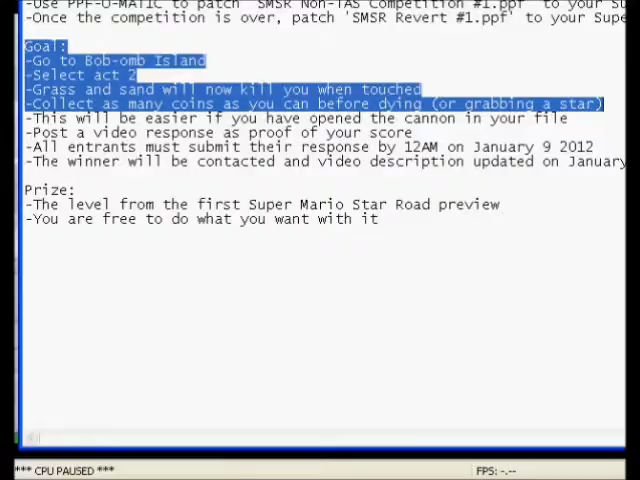 -Use PPF-O-MATIC to patch 'SMSR Non-TAS Competition #1.ppf' to your Su
-Once the competition is over, patch 'SMSR Revert #1.ppf' to your Supe
Goal:
-Go to Bob-omb Island
-Select act 2
-Grass and sand will now kill you when touched
-Collect as many coins as you can before dying (or grabbing a star)
-This will be easier if you have opened the cannon in your file
-Post a video response as proof of your score
-All entrants must submit their response by 12AM on January 9 2012
-The winner will be contacted and video description updated on January
Prize:
-The level from the first Super Mario Star Road preview
-You are free to do what you want with it
*** CPU PAUSED ***
FPS: -.--